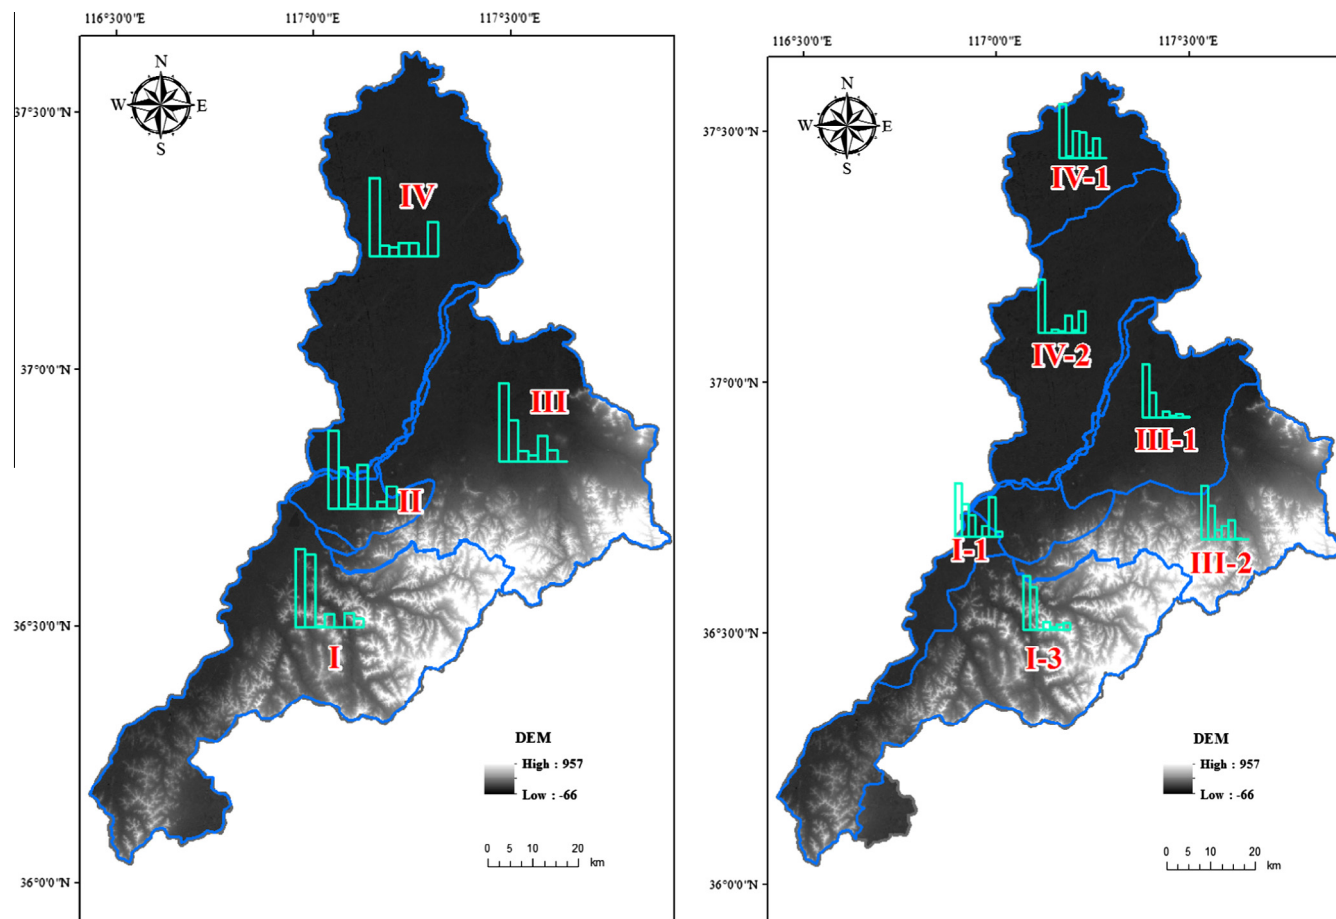 116°30'0"E 117°0'0"E 117°30'0"E
N
W E
S
37°30'0"N
37°0'0"N
36°30'0"N
36°0'0"N
IV
III
II
I
DEM
High : 957
Low : -66
0 5 10 20
km
116°30'0"E 117°0'0"E 117°30'0"E
N
W E
S
37°30'0"N
37°0'0"N
36°30'0"N
36°0'0"N
IV-1
IV-2
III-1
I-1
III-2
I-3
DEM
High : 957
Low : -66
0 5 10 20
km